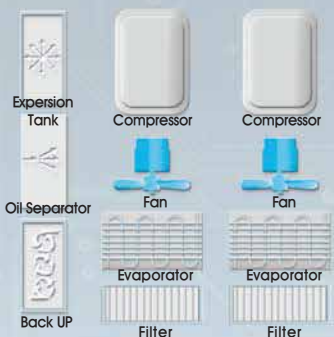 Expersion
Tank
Compressor
Compressor
Oil Separator
Fan
Fan
Evaporator
Evaporator
Back UP
Filter
Filter